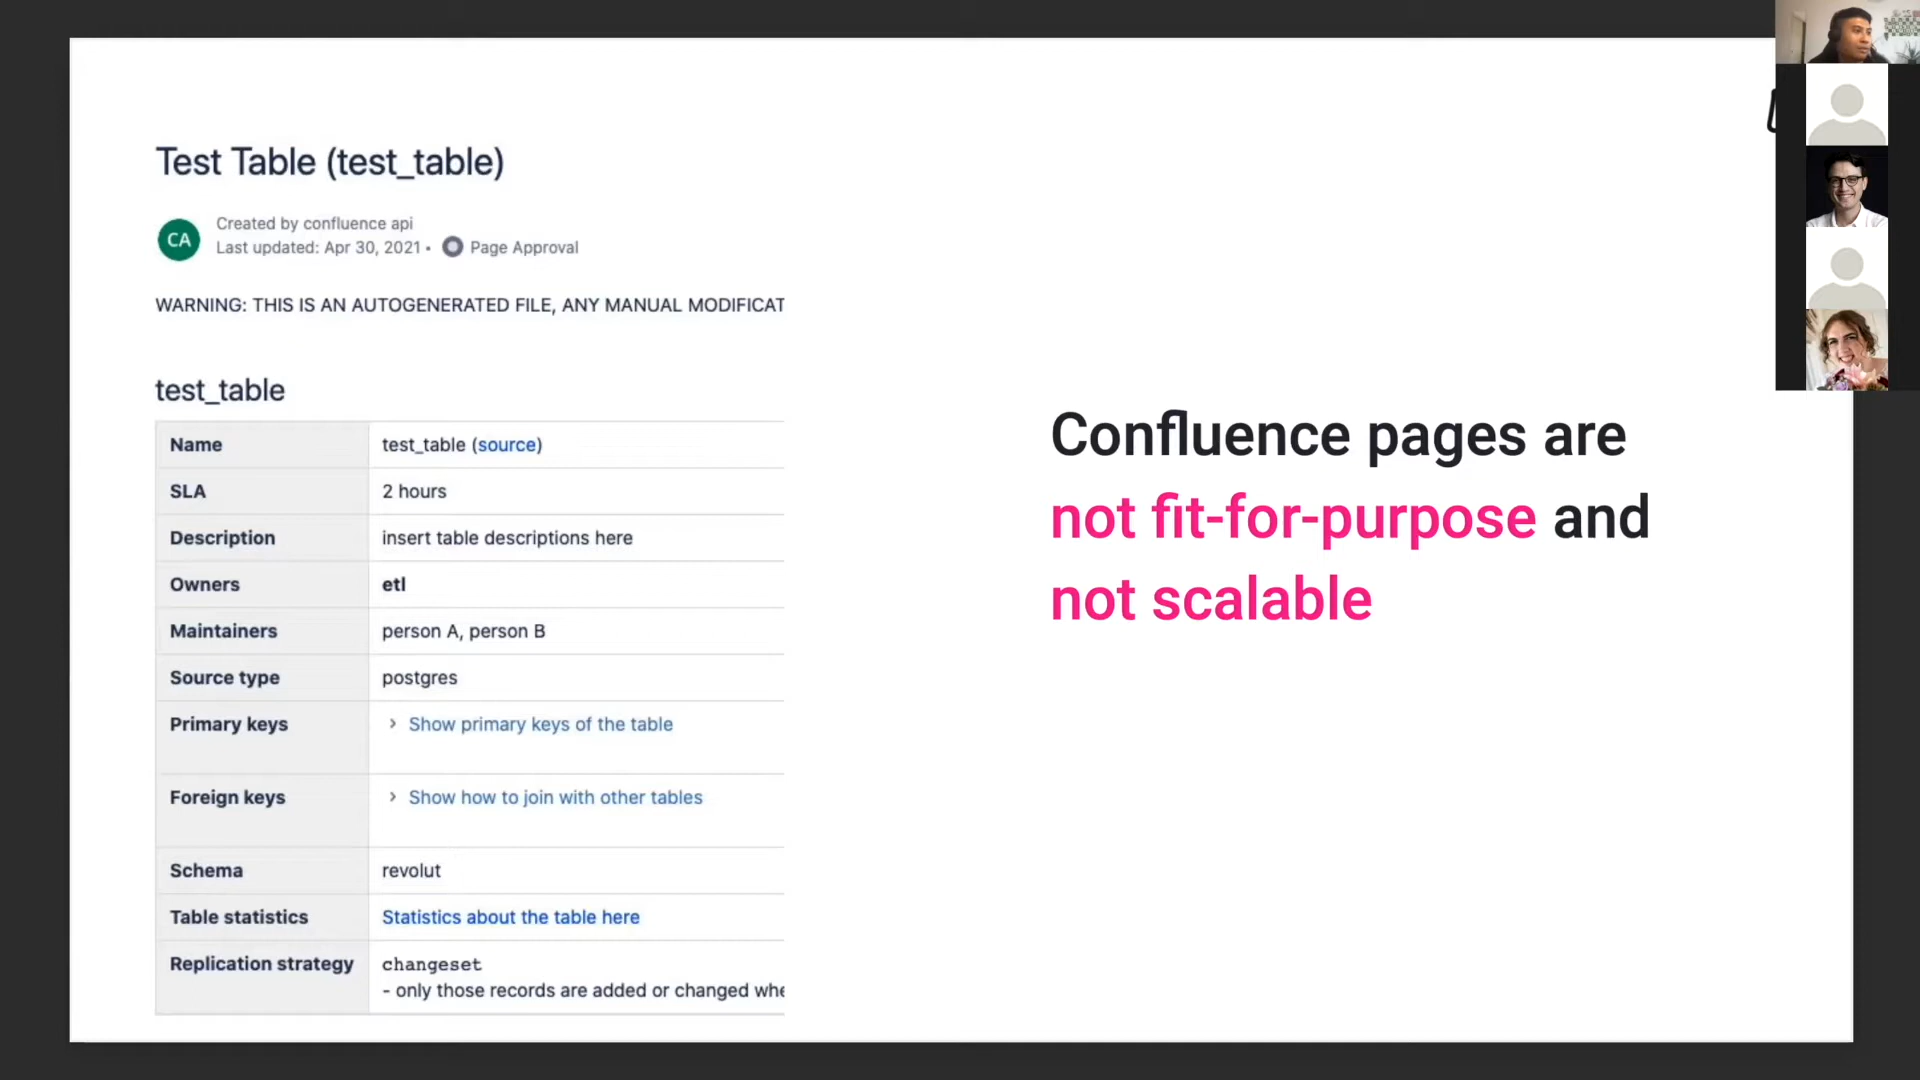 Test Table (test_table)
CA
Created by confluence api
Last updated: Apr 30, 2021 • Page Approval
WARNING: THIS IS AN AUTOGENERATED FILE, ANY MANUAL MODIFICAT
test_table
Name test_table (source)
SLA 2 hours
Description insert table descriptions here
Owners etl
Maintainers person A, person B
Source type postgres
Primary keys › Show primary keys of the table
Foreign keys › Show how to join with other tables
Schema revolut
Table statistics Statistics about the table here
Replication strategy changeset
- only those records are added or changed whe
Confluence pages are
not fit-for-purpose and
not scalable